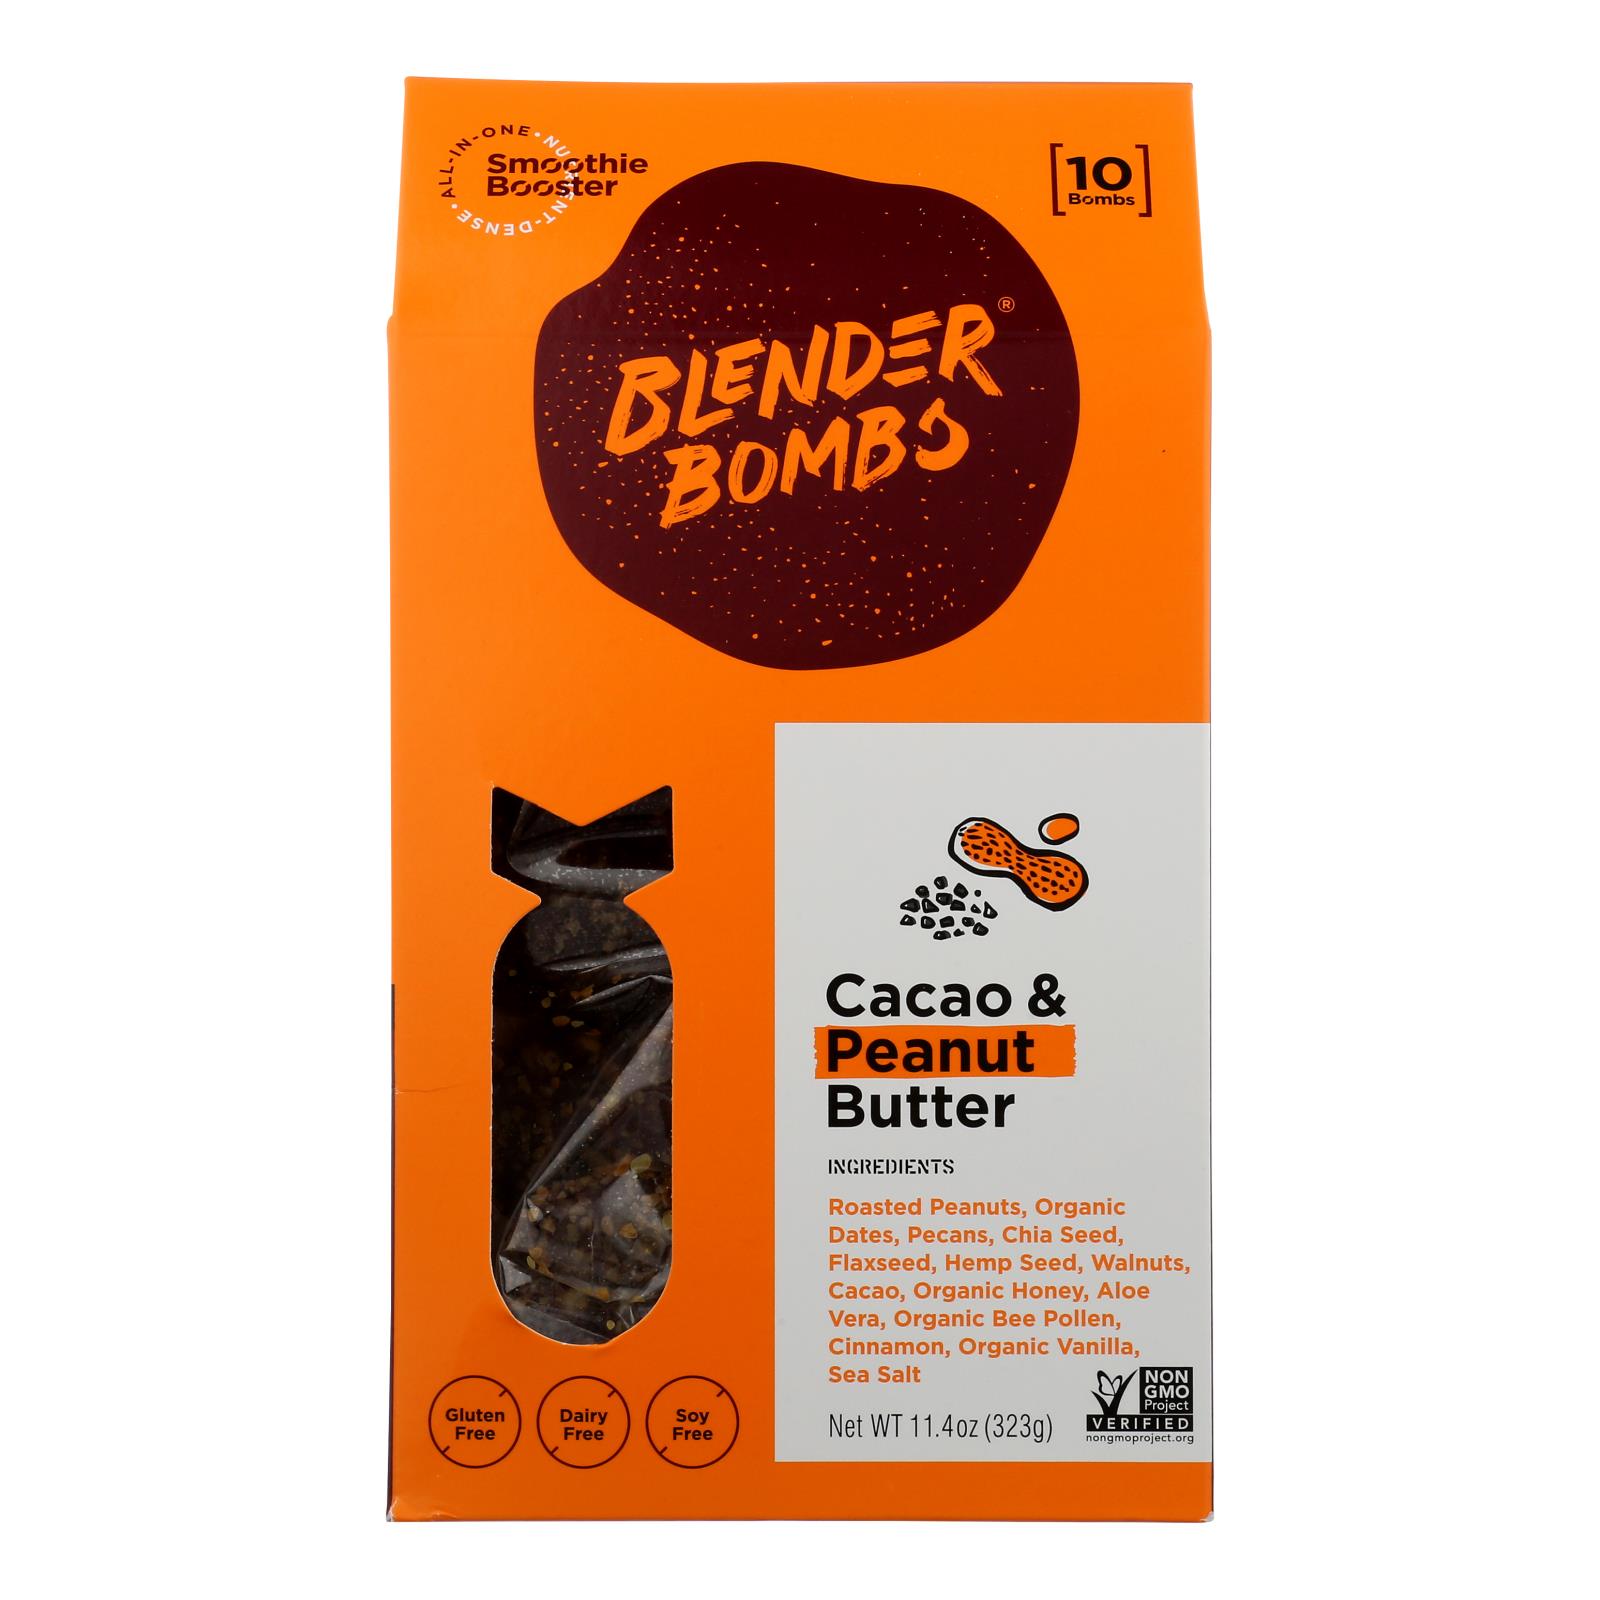 ALL-IN-ONE • NUTRIENT-DENSE •
Smoothie
Booster
10
Bombs
BLENDER®
BOMBS
Cacao &
Peanut
Butter
INGREDIENTS
Roasted Peanuts, Organic
Dates, Pecans, Chia Seed,
Flaxseed, Hemp Seed, Walnuts,
Cacao, Organic Honey, Aloe
Vera, Organic Bee Pollen,
Cinnamon, Organic Vanilla,
Sea Salt
Net WT 11.4oz (323g)
NON
GMO
Project
VERIFIED
nongmoproject.org
Gluten
Free
Dairy
Free
Soy
Free